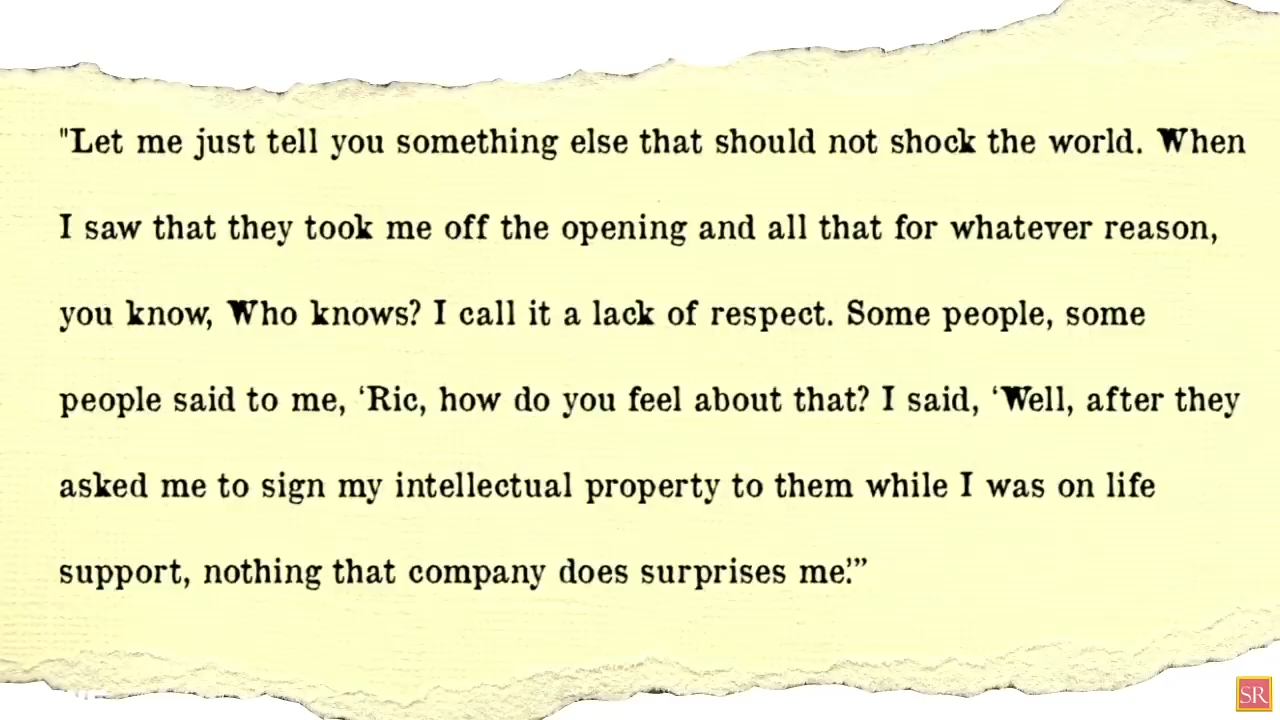 "Let me just tell you something else that should not shock the world. When
I saw that they took me off the opening and all that for whatever reason,
you know, Who knows? I call it a lack of respect. Some people, some
people said to me, ‘Ric, how do you feel about that? I said, ‘Well, after they
asked me to sign my intellectual property to them while I was on life
support, nothing that company does surprises me.’”
SR